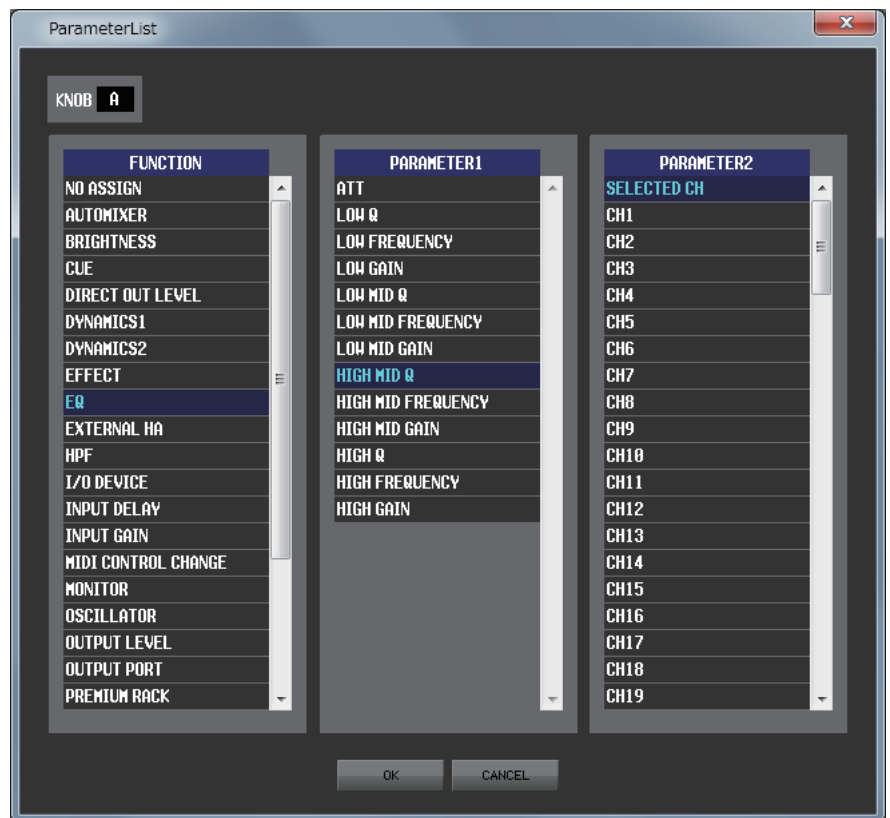 ParameterList
KNOB A
FUNCTION
NO ASSIGN
AUTOMIXER
BRIGHTNESS
CUE
DIRECT OUT LEVEL
DYNAMICS1
DYNAMICS2
EFFECT
EQ
EXTERNAL HA
HPF
I/O DEVICE
INPUT DELAY
INPUT GAIN
MIDI CONTROL CHANGE
MONITOR
OSCILLATOR
OUTPUT LEVEL
OUTPUT PORT
PREMIUM RACK
PARAMETER1
ATT
LOW Q
LOW FREQUENCY
LOW GAIN
LOW MID Q
LOW MID FREQUENCY
LOW MID GAIN
HIGH MID Q
HIGH MID FREQUENCY
HIGH MID GAIN
HIGH Q
HIGH FREQUENCY
HIGH GAIN
PARAMETER2
SELECTED CH
CH1
CH2
CH3
CH4
CH5
CH6
CH7
CH8
CH9
CH10
CH11
CH12
CH13
CH14
CH15
CH16
CH17
CH18
CH19
OK
CANCEL